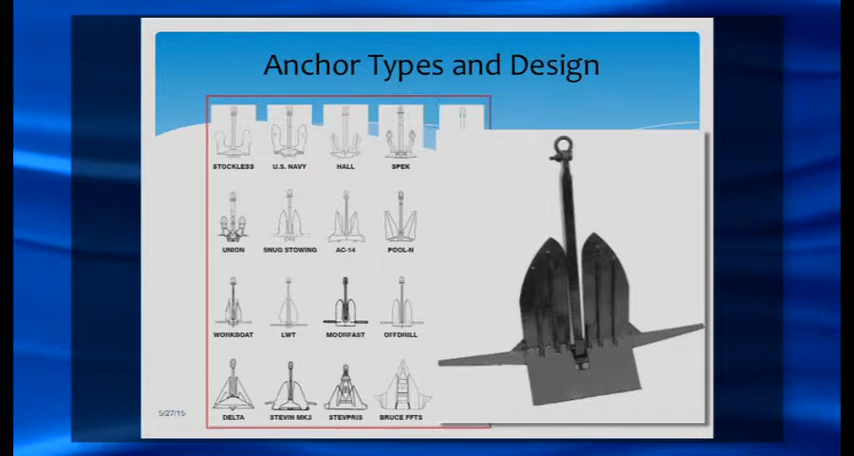 Anchor Types and Design
STOCKLESS U.S. NAVY HALL SPEK
UNION SNUG STOWING AC-14 POOL-N
WORKBOAT LWT MOORFAST OFFDRILL
DELTA STEVIN MK3 STEVPRIS BRUCE FFTS
5/27/15